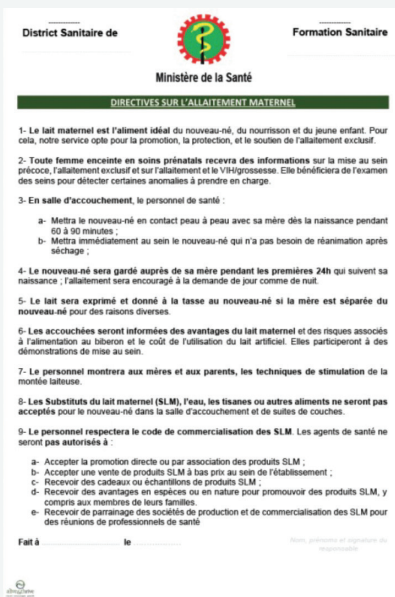 District Sanitaire de
Formation Sanitaire
Ministère de la Santé
DIRECTIVES SUR L'ALLAITEMENT MATERNEL
1- Le lait maternel est l'aliment idéal du nouveau-né, du nourrisson et du jeune enfant. Pour
cela, notre service opte pour la promotion, la protection, et le soutien de l'allaitement exclusif.
2- Toute femme enceinte en soins prénatals recevra des informations sur la mise au sein
précoce, l'allaitement exclusif et sur l'allaitement et le VIH/grossesse. Elle bénéficiera de l'examen
des seins pour détecter certaines anomalies à prendre en charge.
3- En salle d'accouchement, le personnel de santé :
a- Mettra le nouveau-né en contact peau à peau avec sa mère dès la naissance pendant
60 à 90 minutes ;
b- Mettra immédiatement au sein le nouveau-né qui n'a pas besoin de réanimation après
séchage ;
4- Le nouveau-né sera gardé auprès de sa mère pendant les premières 24h qui suivent sa
naissance ; l'allaitement sera encouragé à la demande de jour comme de nuit.
5- Le lait sera exprimé et donné à la tasse au nouveau-né si la mère est séparée du
nouveau-né pour des raisons diverses.
6- Les accouchées seront informées des avantages du lait maternel et des risques associés
à l'alimentation au biberon et le coût de l'utilisation du lait artificiel. Elles participeront à des
démonstrations de mise au sein.
7- Le personnel montrera aux mères et aux parents, les techniques de stimulation de la
montée laiteuse.
8- Les Substituts du lait maternel (SLM), l'eau, les tisanes ou autres aliments ne seront pas
acceptés pour le nouveau-né dans la salle d'accouchement et de suites de couches.
9- Le personnel respectera le code de commercialisation des SLM. Les agents de santé ne
seront pas autorisés à :
a- Accepter la promotion directe ou par association des produits SLM ;
b- Accepter une vente de produits SLM à bas prix au sein de l'établissement ;
c- Recevoir des cadeaux ou échantillons de produits SLM ;
d- Recevoir des avantages en espèces ou en nature pour promouvoir des produits SLM, y
compris aux membres de leurs familles.
e- Recevoir de parrainage des sociétés de production et de commercialisation des SLM pour
des réunions de professionnels de santé
Fait à le
Nom, prénoms et signature du
responsable